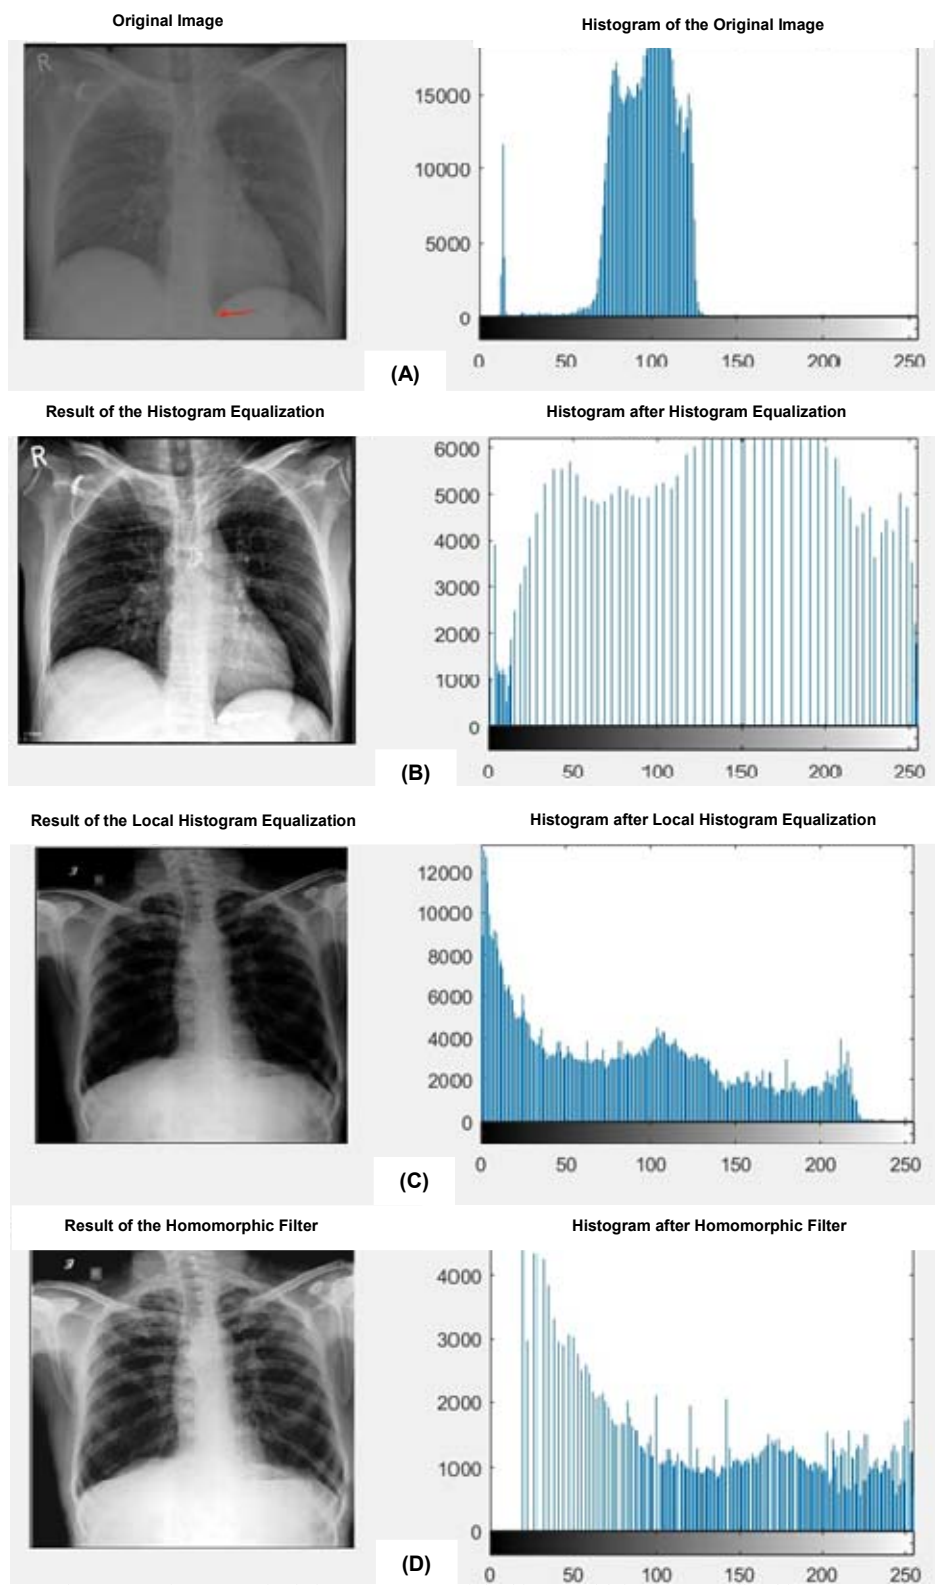 Original Image
Histogram of the Original Image
R
15000
10000
5000
0
0 50 100 150 200 250
(A)
Result of the Histogram Equalization
Histogram after Histogram Equalization
R
6000
5000
4000
3000
2000
1000
0
0 50 100 150 200 250
(B)
Result of the Local Histogram Equalization
Histogram after Local Histogram Equalization
12000
10000
8000
6000
4000
2000
0
0 50 100 150 200 250
(C)
Result of the Homomorphic Filter
Histogram after Homomorphic Filter
4000
3000
2000
1000
0
0 50 100 150 200 250
(D)